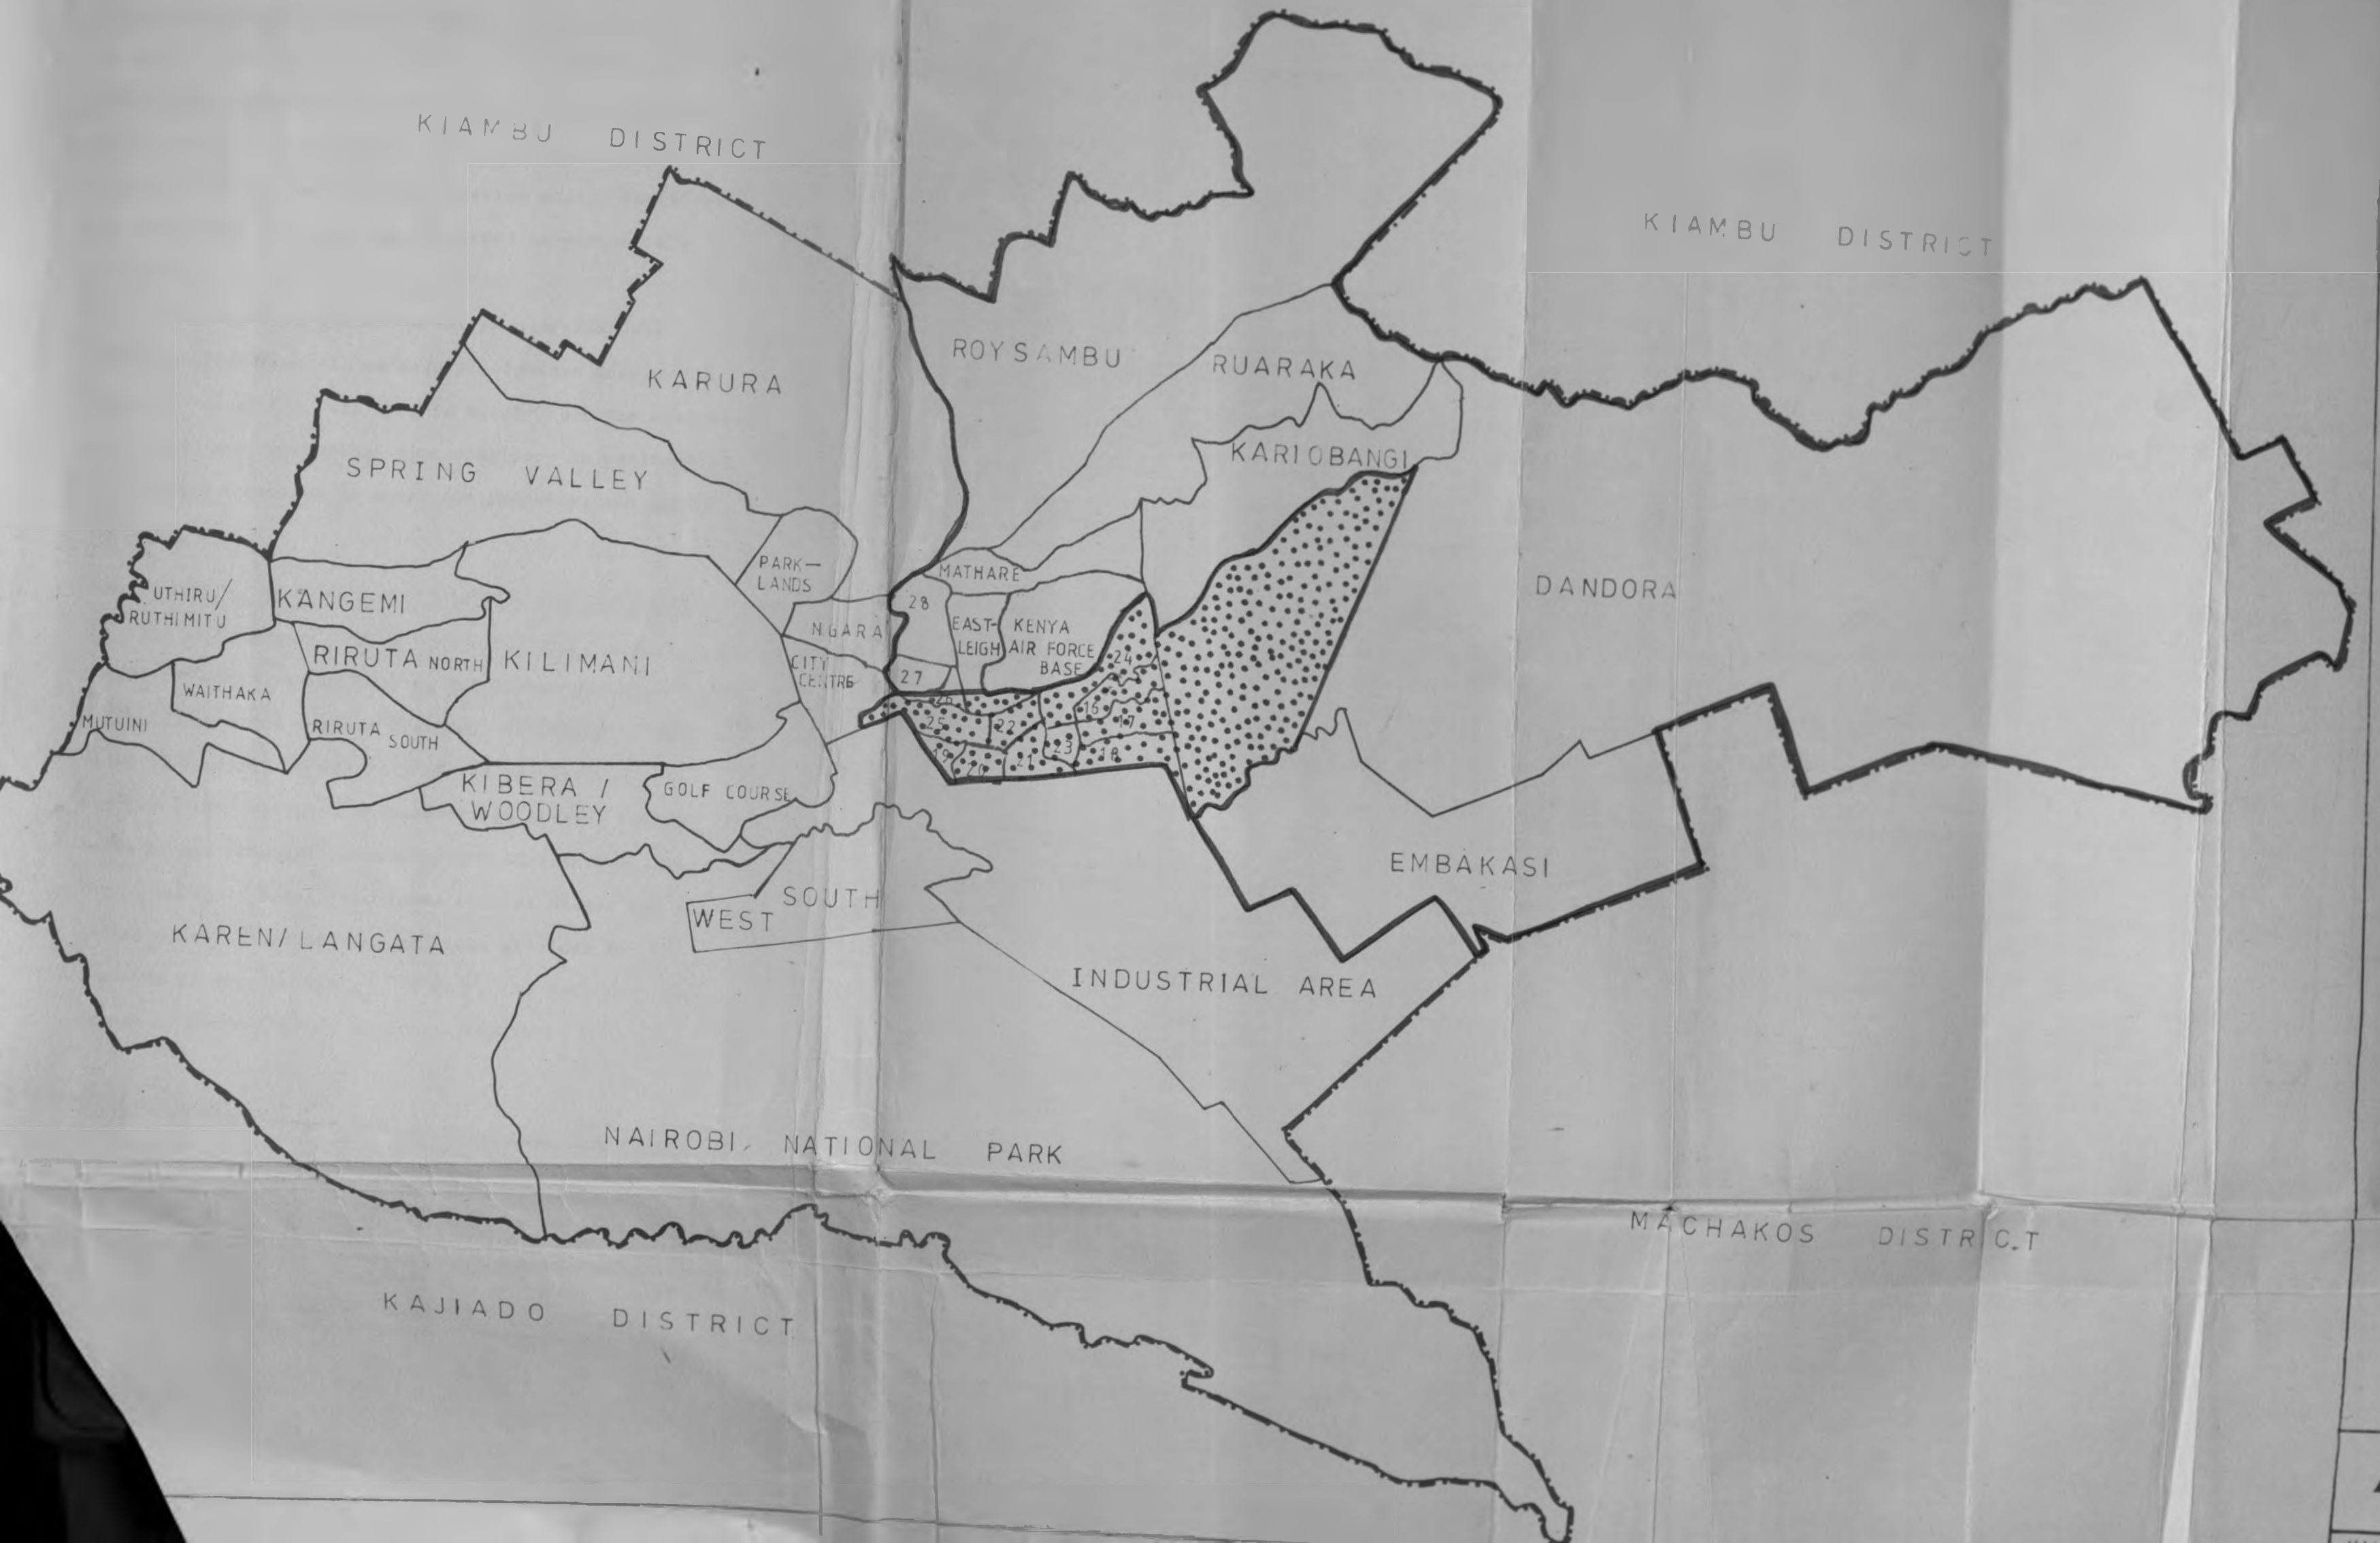 KIAMBU DISTRICT
KIAMBU DISTRICT
ROYSAMBU
RUARAKA
KARURA
KARIOBANGI
SPRING VALLEY
PARK-
LANDS
MATHARE
DANDORA
UTHIRU/
RUTHIMITU
KANGEMI
28
NGARA
EAST-
LEIGH
KENYA
AIR FORCE
BASE
RIRUTA NORTH
KILIMANI
CITY
CENTRE
27
24
WAITHAKA
26
16
MUTUINI
RIRUTA
SOUTH
25
22
17
23
18
19
20
21
KIBERA /
WOODLEY
GOLF COURSE
EMBAKASI
SOUTH
WEST
KAREN/LANGATA
INDUSTRIAL AREA
NAIROBI NATIONAL PARK
MACHAKOS DISTRICT
KAJIADO DISTRICT